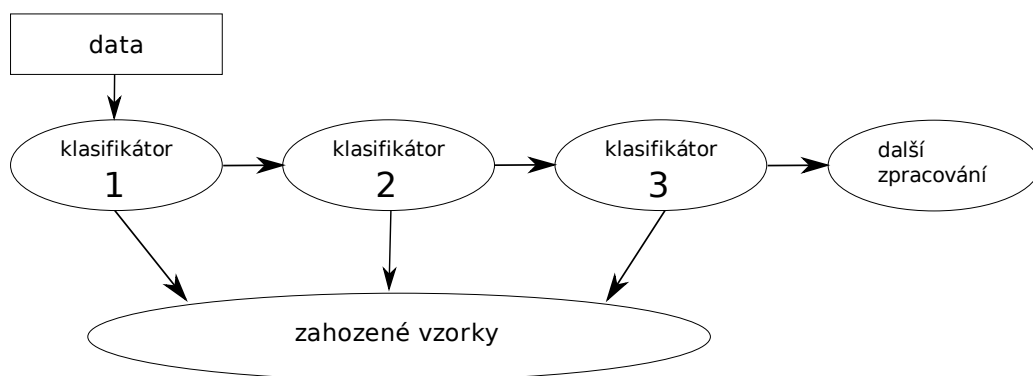 data
klasifikátor
1
klasifikátor
2
klasifikátor
3
další
zpracování
zahozené vzorky